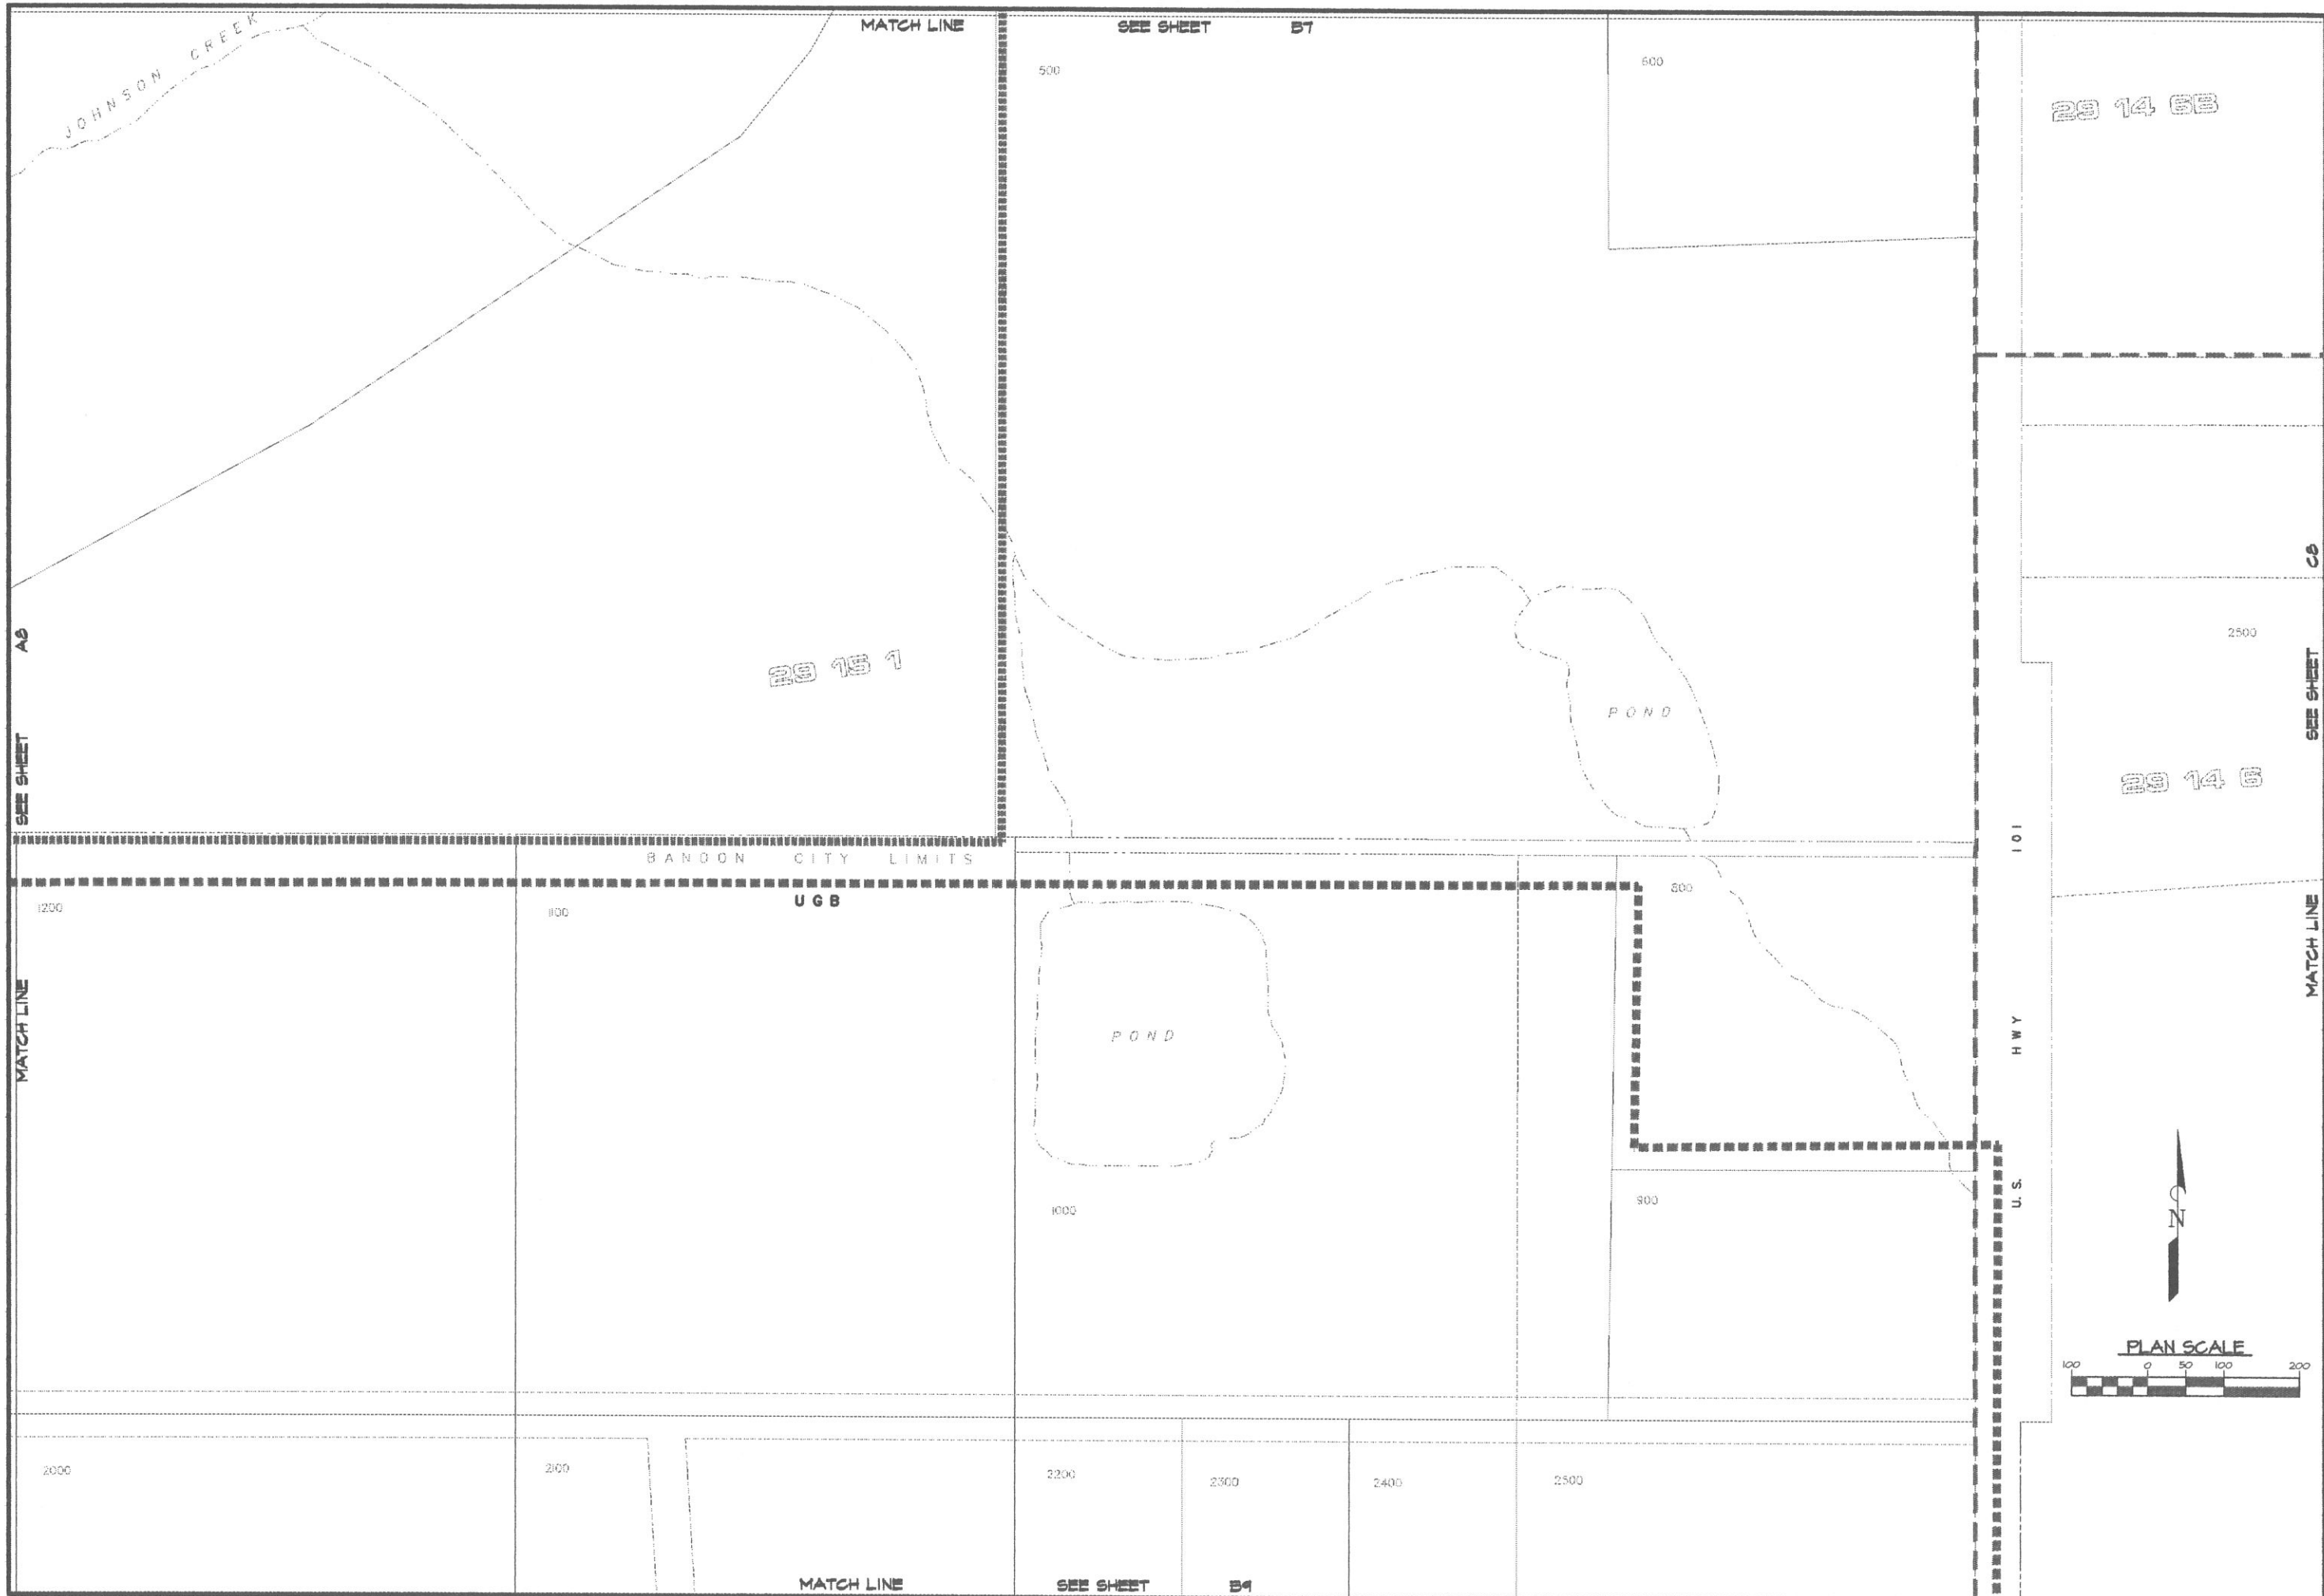 MATCH LINE SEE SHEET B7
JOHNSON CREEK
500
600
29 14 6B
SEE SHEET A8
MATCH LINE
29 15 1
POND
2500
29 14 6
SEE SHEET C8
MATCH LINE
BANDON CITY LIMITS
UGB
1200
1100
800
POND
1000
900
U.S. HWY 101
N
PLAN SCALE
100 0 50 100 200
2000
2100
2200
2300
2400
2500
MATCH LINE SEE SHEET B9